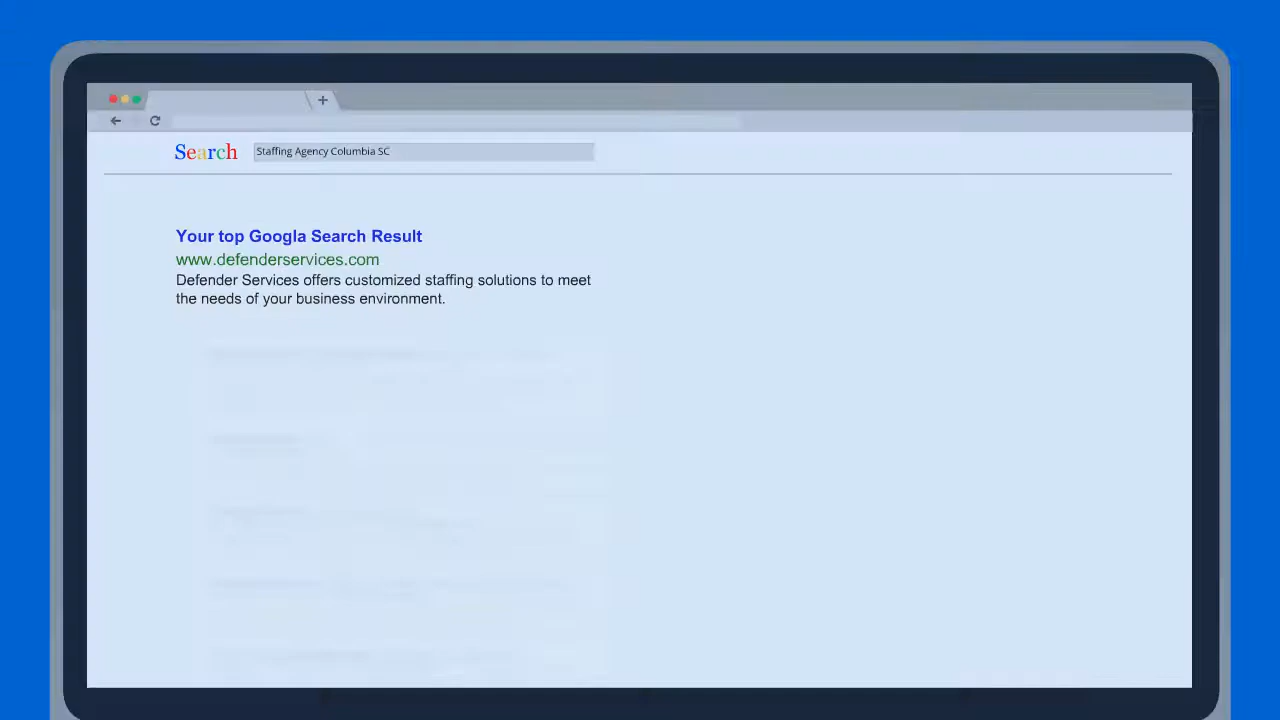 Search
Staffing Agency Columbia SC
Your top Googla Search Result
www.defenderservices.com
Defender Services offers customized staffing solutions to meet
the needs of your business environment.